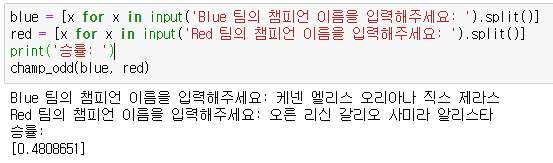 blue = [x for x in input('Blue 팀의 챔피언 이름을 입력해주세요: ').split()]
red = [x for x in input('Red 팀의 챔피언 이름을 입력해주세요: ').split()]
print('승률: ')
champ_odd(blue, red)
Blue 팀의 챔피언 이름을 입력해주세요: 케넨 엘리스 오리아나 직스 제라스
Red 팀의 챔피언 이름을 입력해주세요: 오른 리신 갈리오 사미라 알리스타
승률:
[0.4808651]